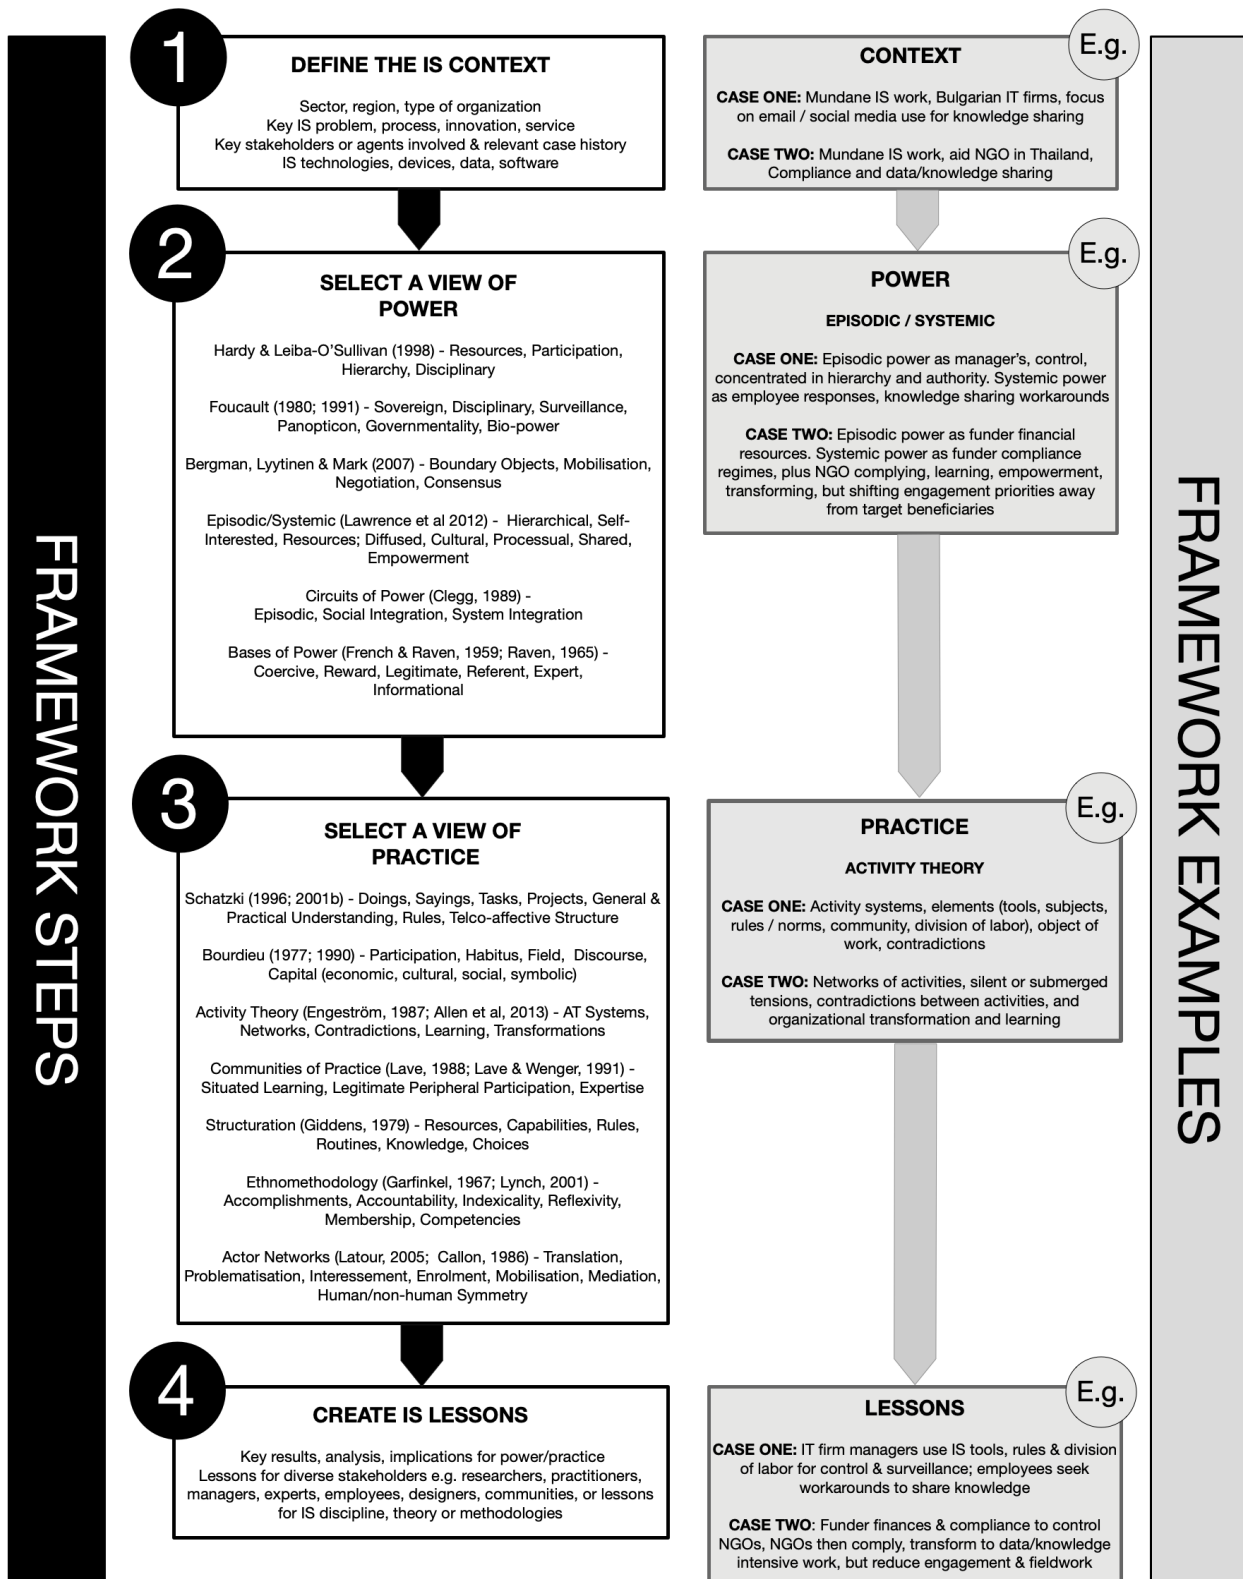 FRAMEWORK STEPS
1
DEFINE THE IS CONTEXT
Sector, region, type of organization
Key IS problem, process, innovation, service
Key stakeholders or agents involved & relevant case history
IS technologies, devices, data, software
2
SELECT A VIEW OF
POWER
Hardy & Leiba-O'Sullivan (1998) - Resources, Participation,
Hierarchy, Disciplinary
Foucault (1980; 1991) - Sovereign, Disciplinary, Surveillance,
Panopticon, Governmentality, Bio-power
Bergman, Lyytinen & Mark (2007) - Boundary Objects, Mobilisation,
Negotiation, Consensus
Episodic/Systemic (Lawrence et al 2012) - Hierarchical, Self-
Interested, Resources; Diffused, Cultural, Processual, Shared,
Empowerment
Circuits of Power (Clegg, 1989) -
Episodic, Social Integration, System Integration
Bases of Power (French & Raven, 1959; Raven, 1965) -
Coercive, Reward, Legitimate, Referent, Expert,
Informational
3
SELECT A VIEW OF
PRACTICE
Schatzki (1996; 2001b) - Doings, Sayings, Tasks, Projects, General &
Practical Understanding, Rules, Telco-affective Structure
Bourdieu (1977; 1990) - Participation, Habitus, Field, Discourse,
Capital (economic, cultural, social, symbolic)
Activity Theory (Engeström, 1987; Allen et al, 2013) - AT Systems,
Networks, Contradictions, Learning, Transformations
Communities of Practice (Lave, 1988; Lave & Wenger, 1991) -
Situated Learning, Legitimate Peripheral Participation, Expertise
Structuration (Giddens, 1979) - Resources, Capabilities, Rules,
Routines, Knowledge, Choices
Ethnomethodology (Garfinkel, 1967; Lynch, 2001) -
Accomplishments, Accountability, Indexicality, Reflexivity,
Membership, Competencies
Actor Networks (Latour, 2005; Callon, 1986) - Translation,
Problematisation, Interessement, Enrolment, Mobilisation, Mediation,
Human/non-human Symmetry
4
CREATE IS LESSONS
Key results, analysis, implications for power/practice
Lessons for diverse stakeholders e.g. researchers, practitioners,
managers, experts, employees, designers, communities, or lessons
for IS discipline, theory or methodologies
E.g.
CONTEXT
CASE ONE: Mundane IS work, Bulgarian IT firms, focus
on email / social media use for knowledge sharing
CASE TWO: Mundane IS work, aid NGO in Thailand,
Compliance and data/knowledge sharing
E.g.
POWER
EPISODIC / SYSTEMIC
CASE ONE: Episodic power as manager's, control,
concentrated in hierarchy and authority. Systemic power
as employee responses, knowledge sharing workarounds
CASE TWO: Episodic power as funder financial
resources. Systemic power as funder compliance
regimes, plus NGO complying, learning, empowerment,
transforming, but shifting engagement priorities away
from target beneficiaries
E.g.
PRACTICE
ACTIVITY THEORY
CASE ONE: Activity systems, elements (tools, subjects,
rules / norms, community, division of labor), object of
work, contradictions
CASE TWO: Networks of activities, silent or submerged
tensions, contradictions between activities, and
organizational transformation and learning
E.g.
LESSONS
CASE ONE: IT firm managers use IS tools, rules & division
of labor for control & surveillance; employees seek
workarounds to share knowledge
CASE TWO: Funder finances & compliance to control
NGOs, NGOs then comply, transform to data/knowledge
intensive work, but reduce engagement & fieldwork
FRAMEWORK EXAMPLES